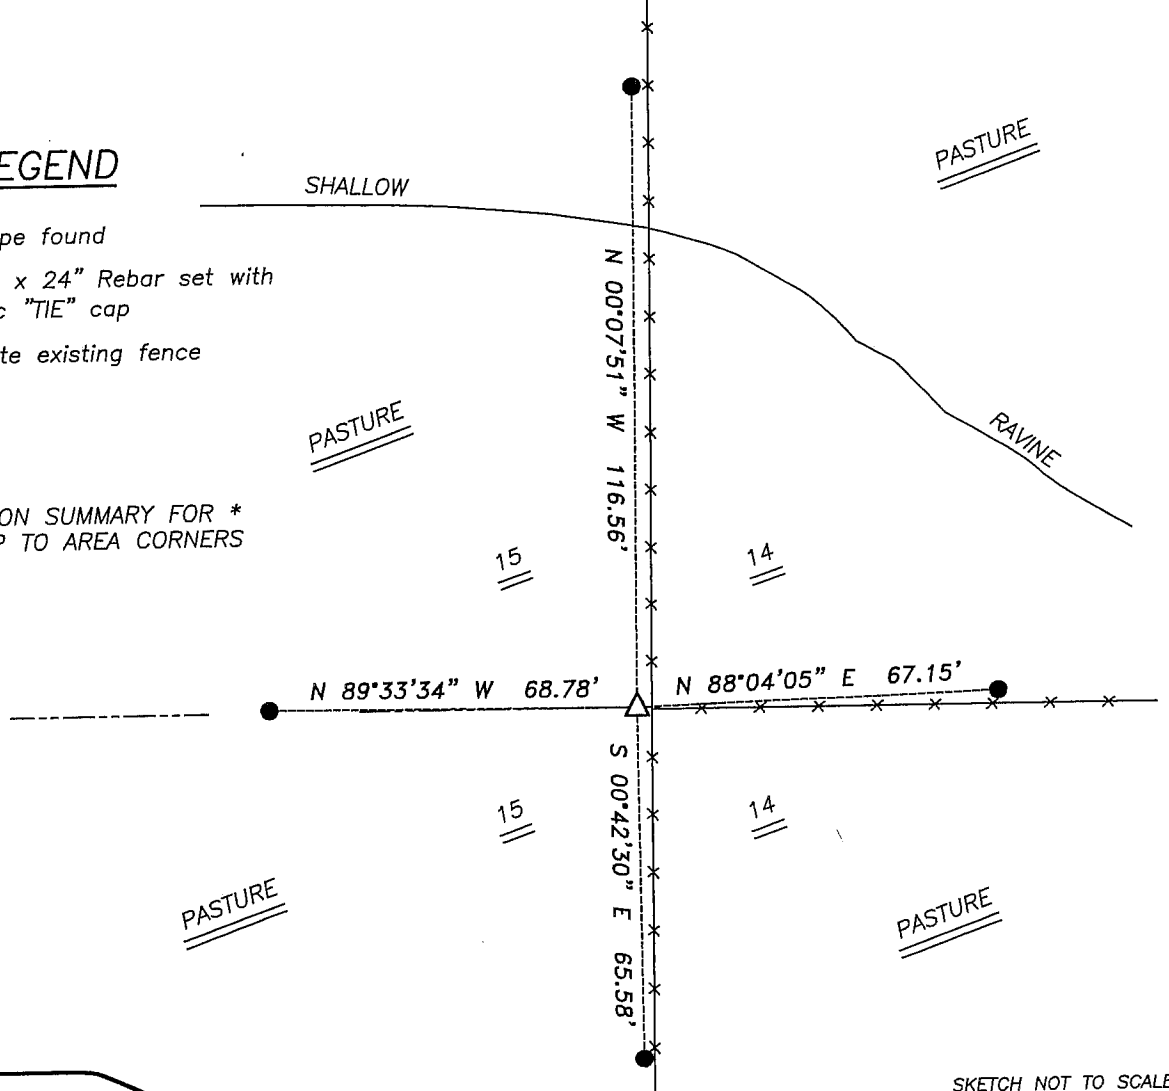 PASTURE
EGEND
SHALLOW
pe found
x 24" Rebar set with
c "TIE" cap
te existing fence
N 00°07'51" W 116.56'
PASTURE
RAVINE
ON SUMMARY FOR *
P TO AREA CORNERS
15
14
N 89°33'34" W 68.78'
N 88°04'05" E 67.15'
S 00°42'30" E 65.58'
15
14
PASTURE
PASTURE
SKETCH NOT TO SCALE